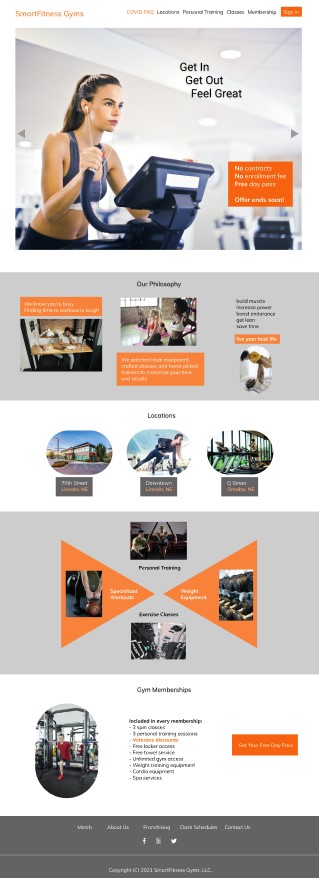 SmartFitness Gyms
COVID FAQ Locations Personal Training Classes Membership Sign In
Get In
Get Out
Feel Great
No contracts
No enrollment fee
Free day pass
Offer ends soon!
Our Philosophy
We know you're busy
Finding time to workout is tough
We selected local equipment,
crafted classes, and hand-picked
trainers to maximize your time
and results
build muscle
increase power
boost endurance
get lean
save time
live your best life
Locations
70th Street
Lincoln, NE
Downtown
Lincoln, NE
Q Street
Omaha, NE
Personal Training
Specialized
Workouts
Weight
Equipment
Exercise Classes
Gym Memberships
Included in every membership:
- 2 spin classes
- 3 personal training sessions
- Veterans discounts
- Free locker access
- Free towel service
- Unlimited gym access
- Weight training equipment
- Cardio equipment
- Spa services
Get Your Free Day Pass
Merch About Us Franchising Class Schedules Contact Us
Copyright (C) 2021 SmartFitness Gyms, LLC.